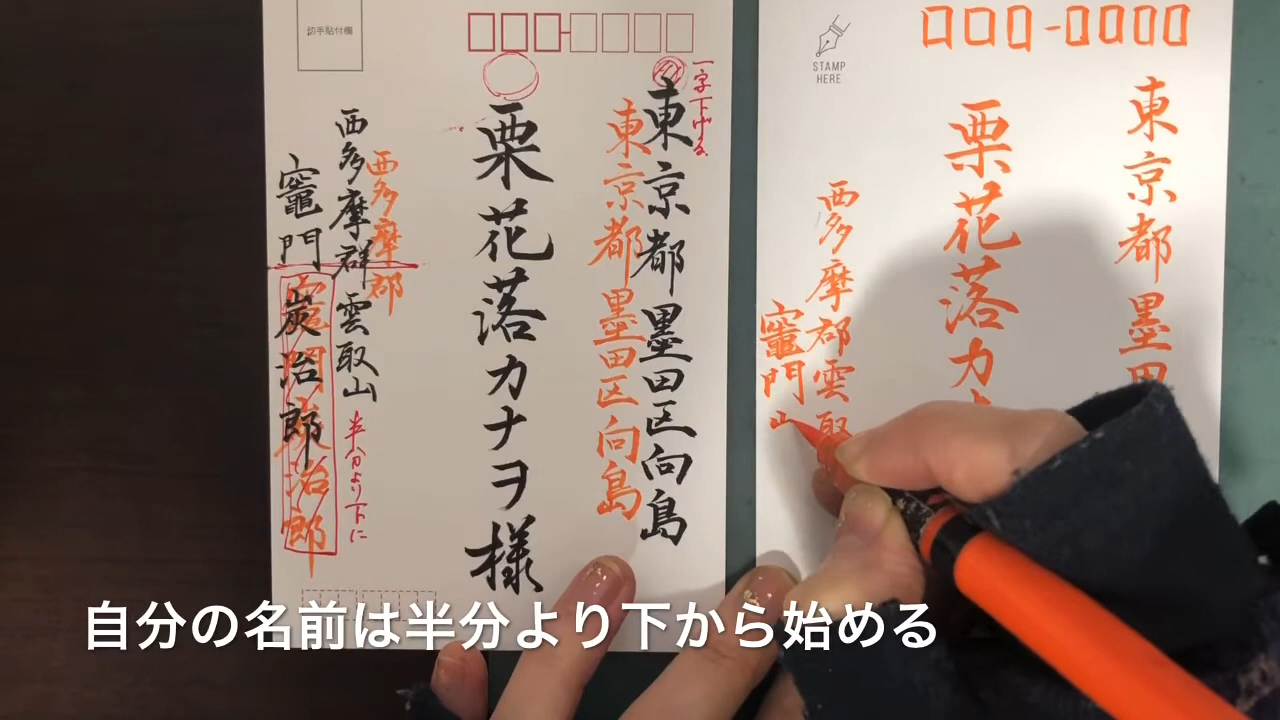 切手貼付欄
一字下げる
東京都墨田区向島
東京都墨田区向島
栗花落カナヲ様
西多摩郡
西多摩群雲取山
半分より下に
竈門炭治郎
竈門炭治郎
STAMP
HERE
東京都墨田
栗花落カナ
西多摩郡雲取
竈門
自分の名前は半分より下から始める